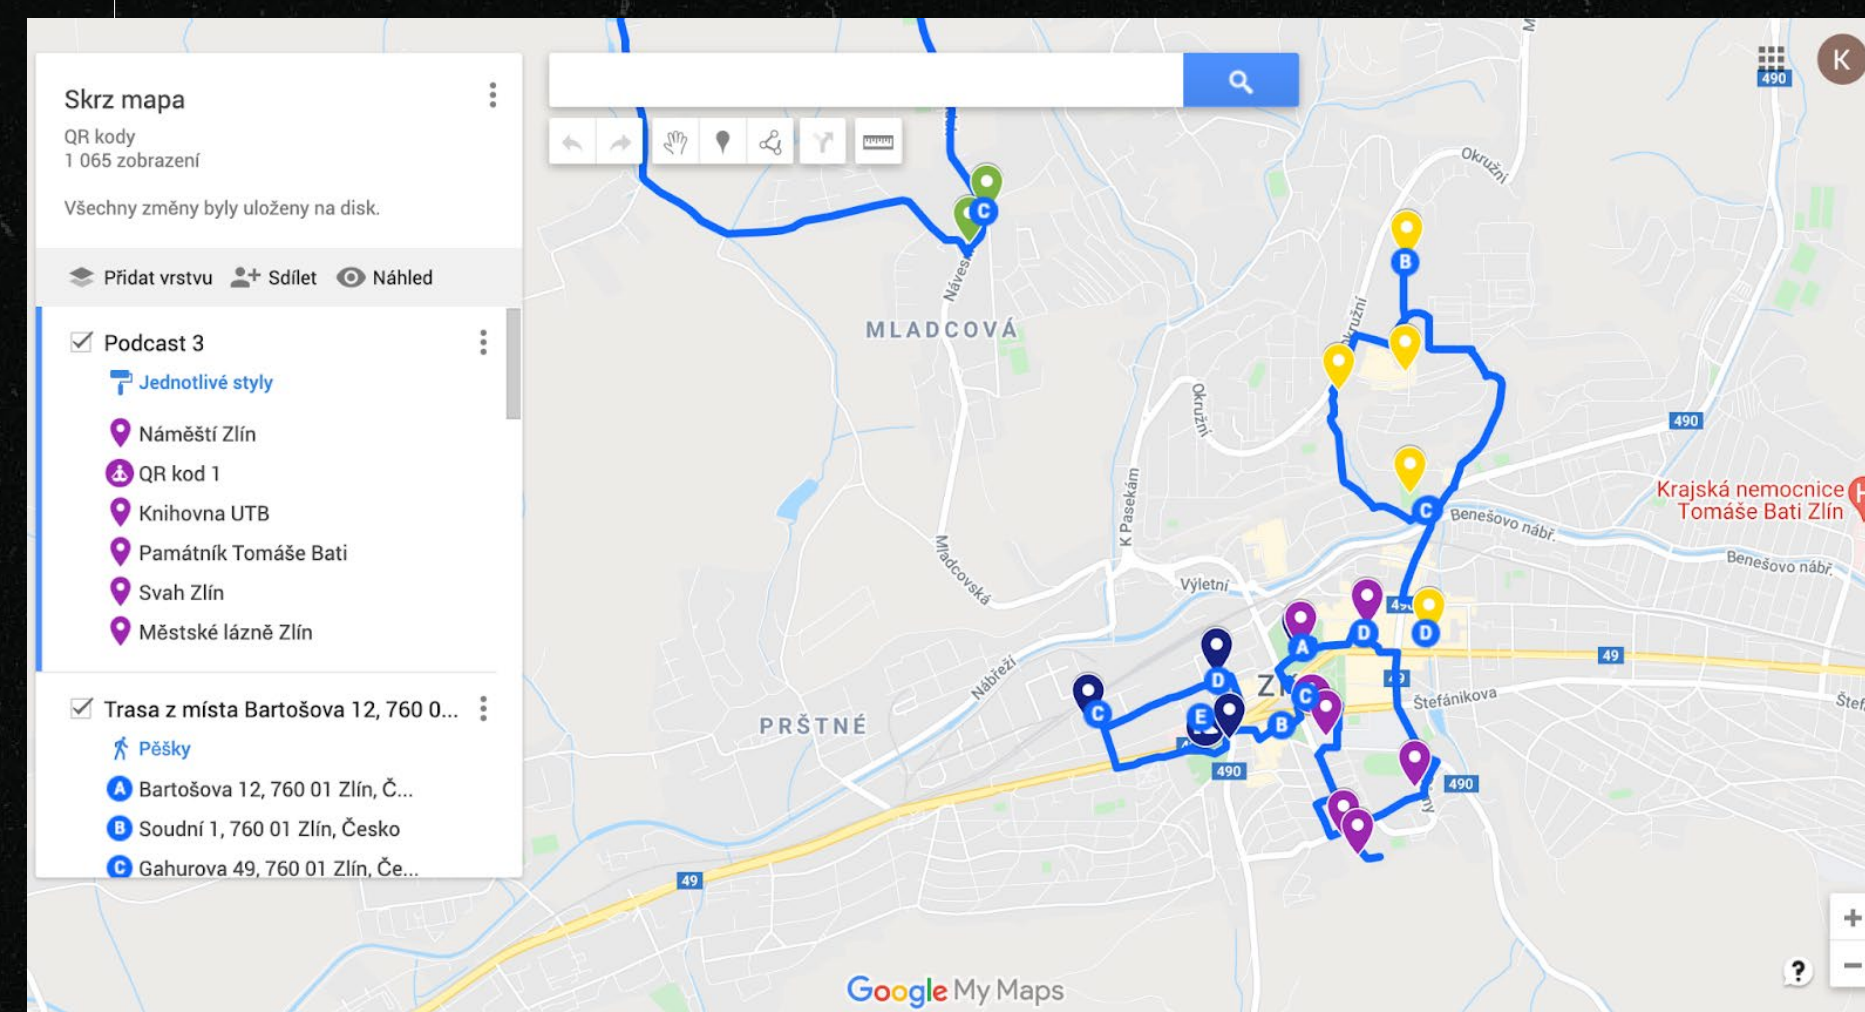 Skrz mapa
QR kody
1 065 zobrazení
Všechny změny byly uloženy na disk.
Přidat vrstvu Sdílet Náhled
Podcast 3
Jednotlivé styly
Náměstí Zlín
QR kod 1
Knihovna UTB
Památník Tomáše Bati
Svah Zlín
Městské lázně Zlín
Trasa z místa Bartošova 12, 760 0...
Pěšky
A Bartošova 12, 760 01 Zlín, Č...
B Soudní 1, 760 01 Zlín, Česko
C Gahurova 49, 760 01 Zlín, Če...
K
490
Okružní
C
B
Náves
MLADCOVÁ
Okružní
490
Krajská nemocnice
Tomáše Bati Zlín
H
K Pasekám
C
Benešovo nábř.
Benešovo nábř.
Mladcovská
Výletní
D
D
A
49
Nábřeží
D
C
B
E
C
Štefánikova
PRŠTNÉ
490
490
49
Google My Maps
?
+
−